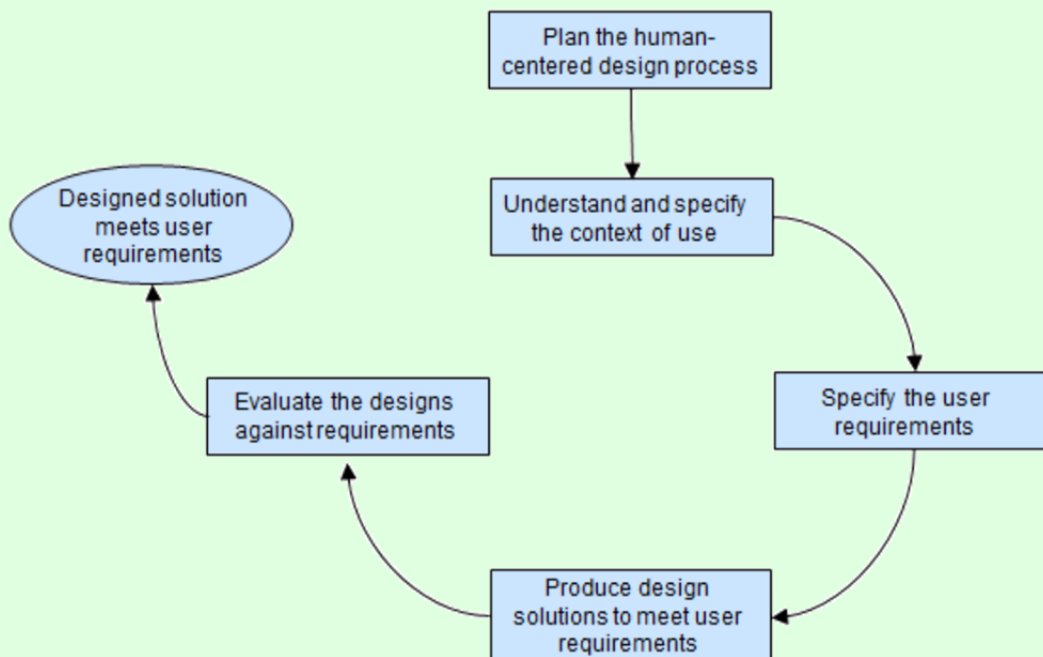 Plan the human-
centered design process
Understand and specify
the context of use
Specify the user
requirements
Produce design
solutions to meet user
requirements
Evaluate the designs
against requirements
Designed solution
meets user
requirements